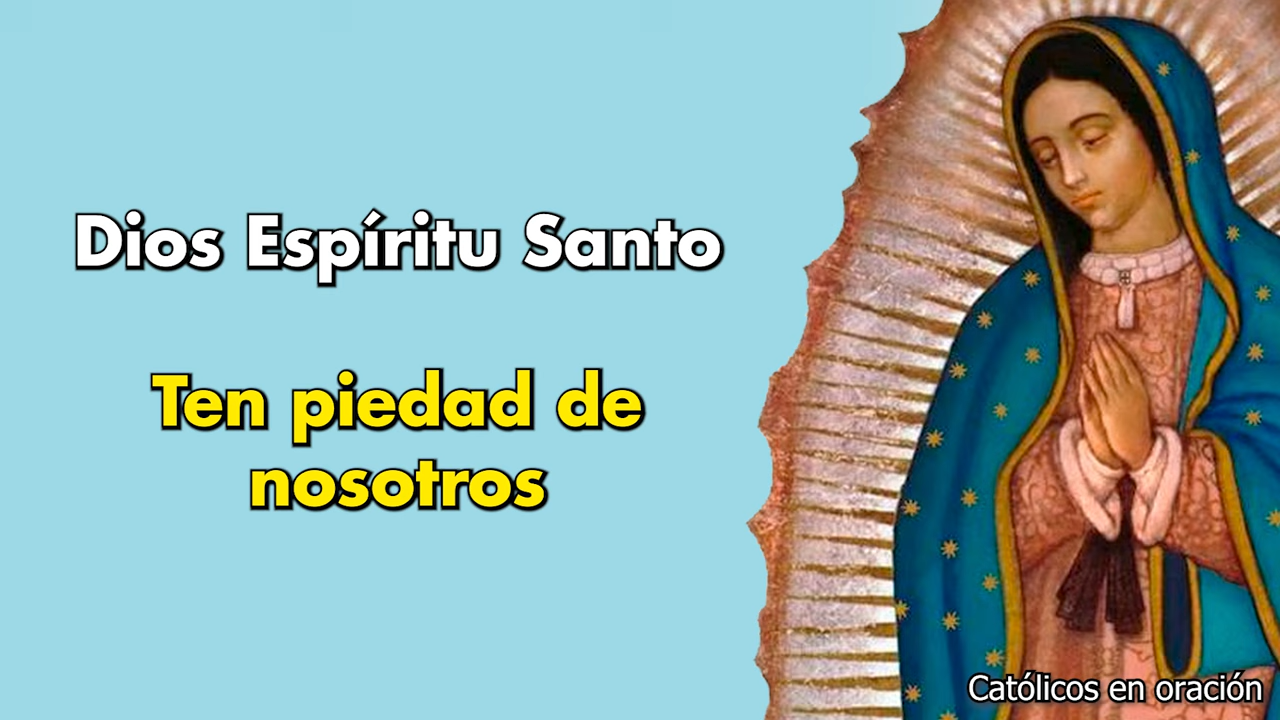 Dios Espíritu Santo
Ten piedad de
nosotros
Católicos en oración